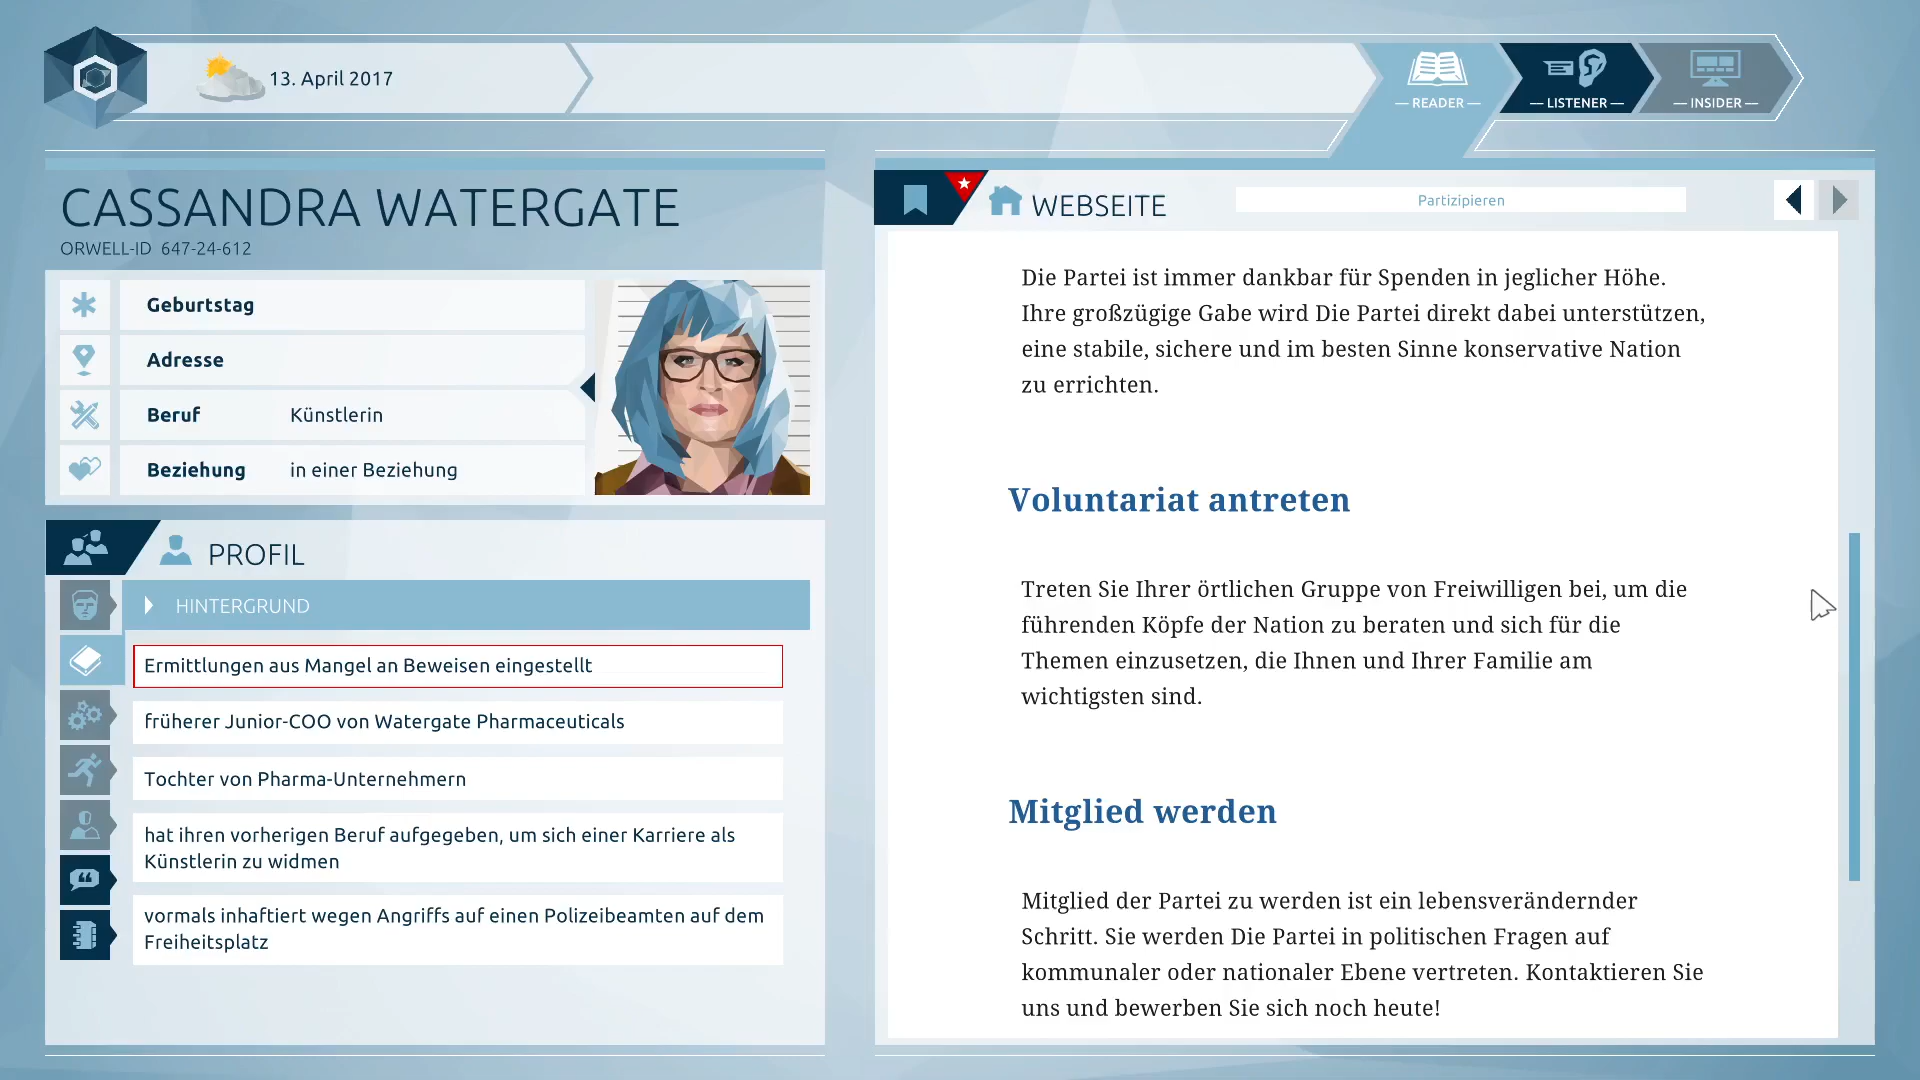 13. April 2017
— READER —
— LISTENER —
— INSIDER —
CASSANDRA WATERGATE
ORWELL-ID 647-24-612
Geburtstag
Adresse
Beruf Künstlerin
Beziehung in einer Beziehung
PROFIL
HINTERGRUND
Ermittlungen aus Mangel an Beweisen eingestellt
früherer Junior-COO von Watergate Pharmaceuticals
Tochter von Pharma-Unternehmern
hat ihren vorherigen Beruf aufgegeben, um sich einer Karriere als
Künstlerin zu widmen
vormals inhaftiert wegen Angriffs auf einen Polizeibeamten auf dem
Freiheitsplatz
WEBSEITE
Partizipieren
Die Partei ist immer dankbar für Spenden in jeglicher Höhe.
Ihre großzügige Gabe wird Die Partei direkt dabei unterstützen,
eine stabile, sichere und im besten Sinne konservative Nation
zu errichten.
Voluntariat antreten
Treten Sie Ihrer örtlichen Gruppe von Freiwilligen bei, um die
führenden Köpfe der Nation zu beraten und sich für die
Themen einzusetzen, die Ihnen und Ihrer Familie am
wichtigsten sind.
Mitglied werden
Mitglied der Partei zu werden ist ein lebensverändernder
Schritt. Sie werden Die Partei in politischen Fragen auf
kommunaler oder nationaler Ebene vertreten. Kontaktieren Sie
uns und bewerben Sie sich noch heute!